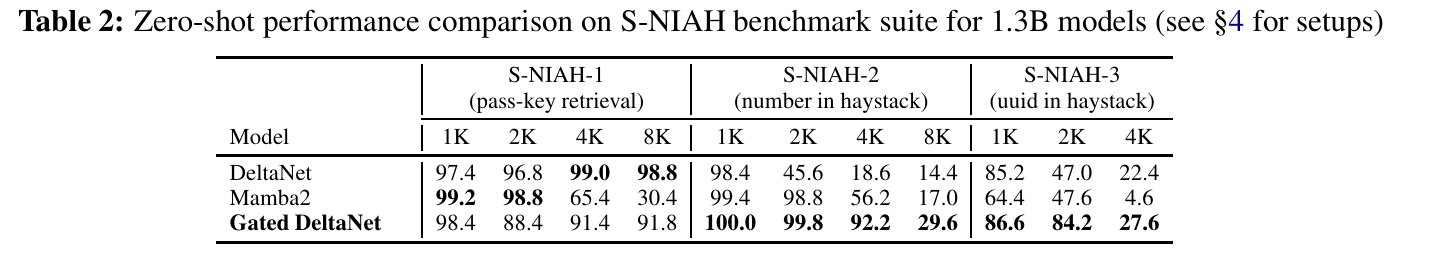 Table 2: Zero-shot performance comparison on S-NIAH benchmark suite for 1.3B models (see §4 for setups)
S-NIAH-1 S-NIAH-2 S-NIAH-3
(pass-key retrieval) (number in haystack) (uuid in haystack)
Model 1K 2K 4K 8K 1K 2K 4K 8K 1K 2K 4K
DeltaNet 97.4 96.8 99.0 98.8 98.4 45.6 18.6 14.4 85.2 47.0 22.4
Mamba2 99.2 98.8 65.4 30.4 99.4 98.8 56.2 17.0 64.4 47.6 4.6
Gated DeltaNet 98.4 88.4 91.4 91.8 100.0 99.8 92.2 29.6 86.6 84.2 27.6